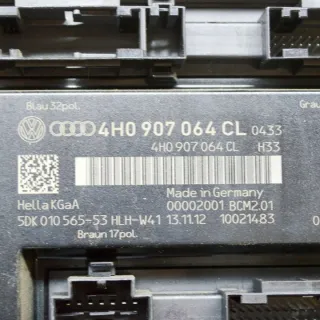 Blau 32pol.
Grau
4H0 907 064 CL 0433
4H0 907 064 CL H33
Made in Germany
Hella KGaA 00002001 BCM2.01
5DK 010 565-53 HLH-W41 13.11.12 10021483
Braun 17pol.